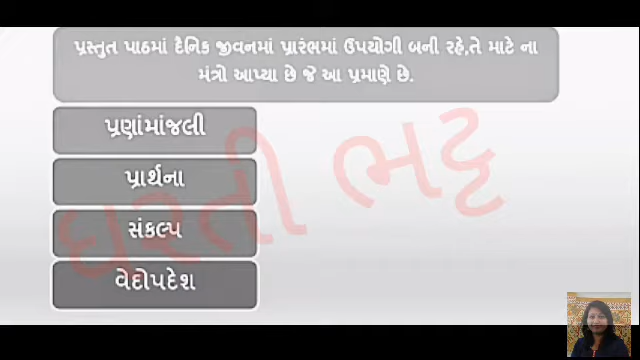 પ્રસ્તુત પાઠમાં દૈનિક જીવનમાં પ્રારંભમાં ઉપયોગી બની રહે,તે માટે ના
મંત્રો આપ્યા છે જે આ પ્રમાણે છે.
પ્રણાંમાંજલી
પ્રાર્થના
સંકલ્પ
વેદોપદેશ
ધરતી ભટ્ટ